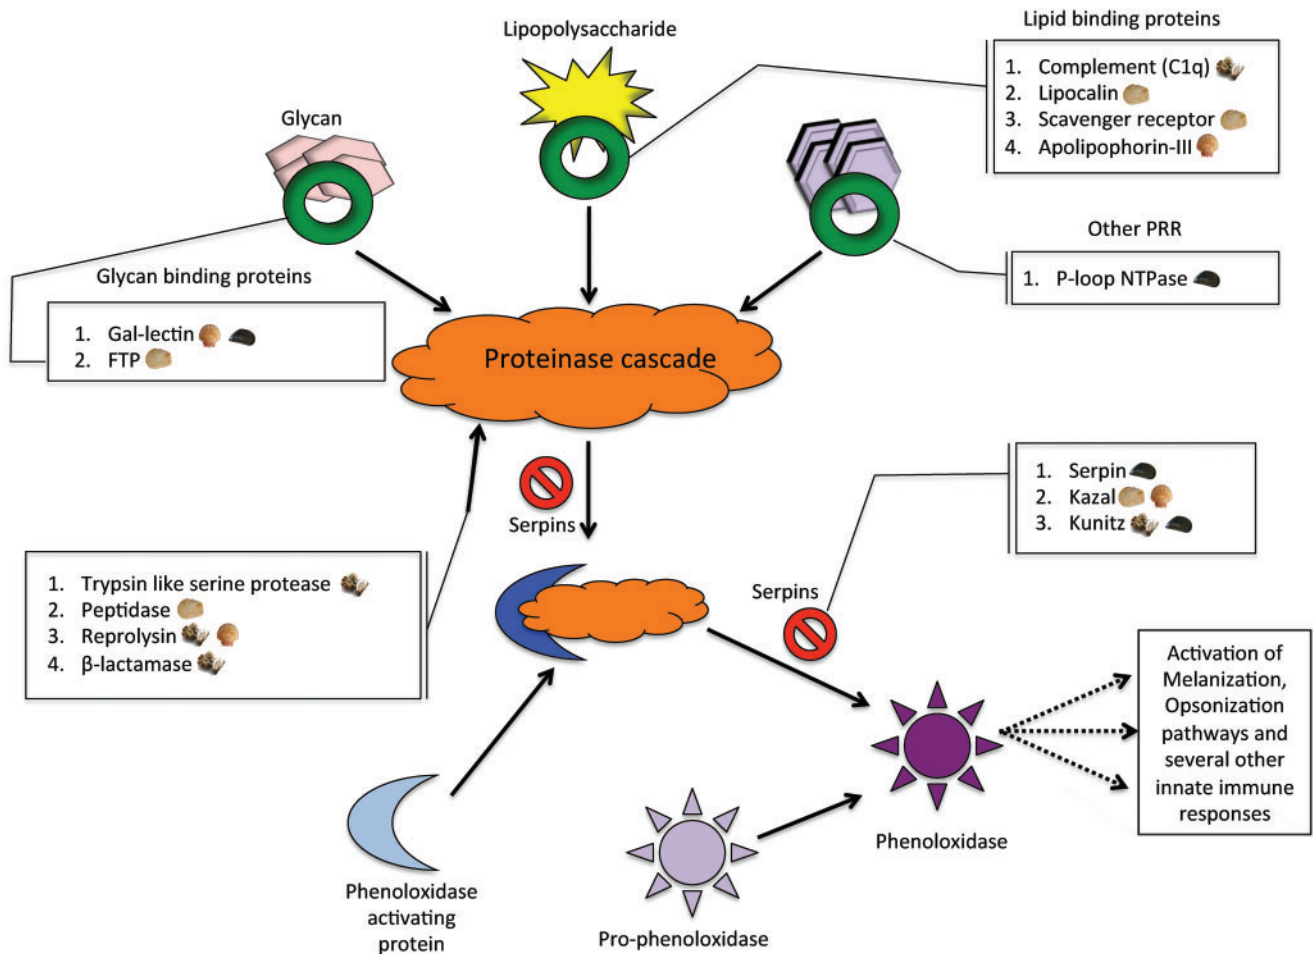 Lipid binding proteins
Lipopolysaccharide
1. Complement (C1q)
2. Lipocalin
3. Scavenger receptor
4. Apolipophorin-III
Glycan
Other PRR
1. P-loop NTPase
Glycan binding proteins
1. Gal-lectin
2. FTP
Proteinase cascade
Serpins
1. Serpin
2. Kazal
3. Kunitz
1. Trypsin like serine protease
2. Peptidase
3. Reprolysin
4. β-lactamase
Serpins
Activation of
Melanization,
Opsonization
pathways and
several other
innate immune
responses
Phenoloxidase
Phenoloxidase
activating
protein
Pro-phenoloxidase